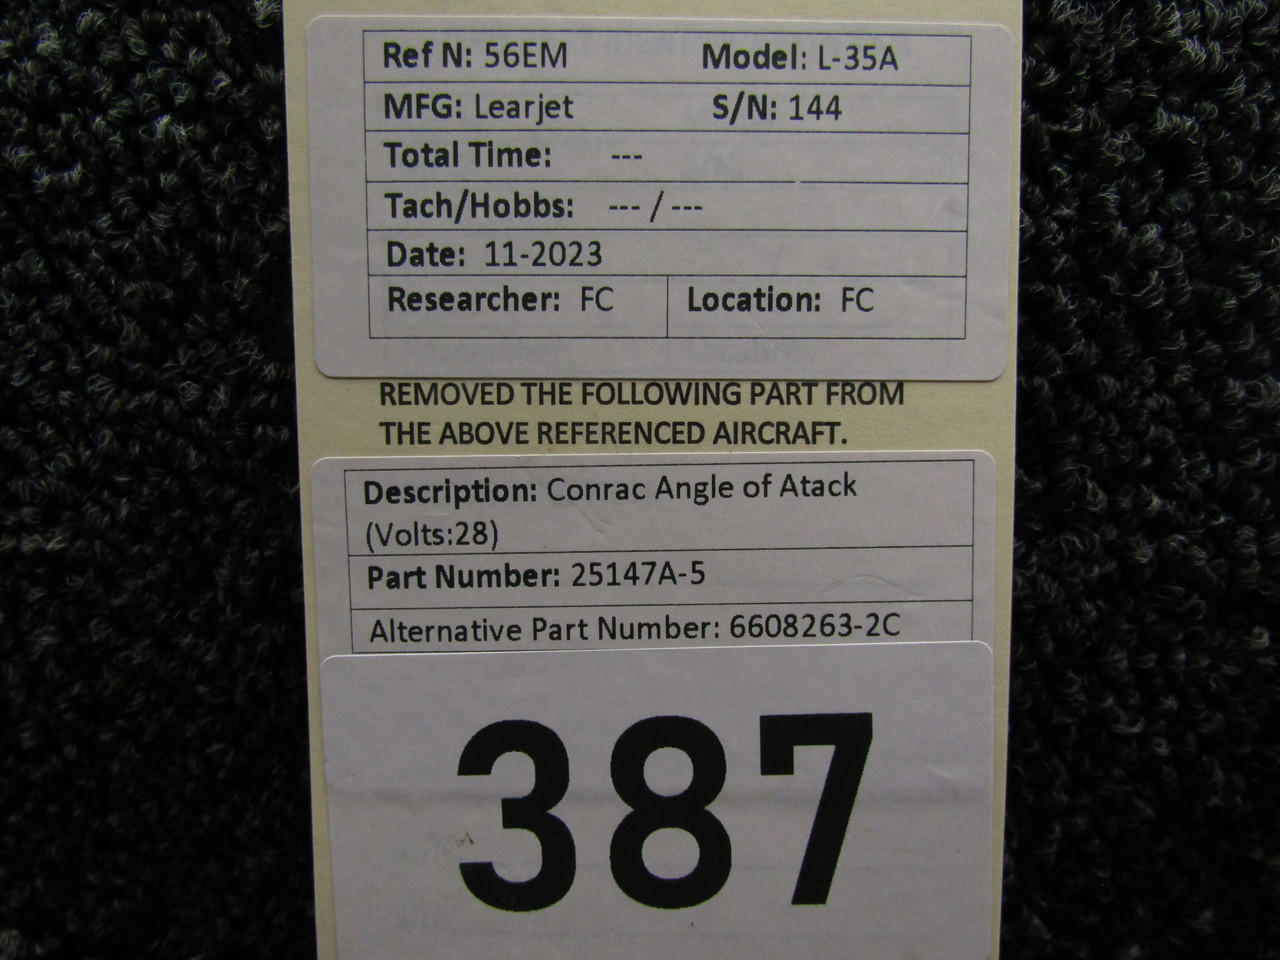 Ref N: 56EM Model: L-35A
MFG: Learjet S/N: 144
Total Time: ---
Tach/Hobbs: --- / ---
Date: 11-2023
Researcher: FC Location: FC
REMOVED THE FOLLOWING PART FROM
THE ABOVE REFERENCED AIRCRAFT.
Description: Conrac Angle of Atack
(Volts:28)
Part Number: 25147A-5
Alternative Part Number: 6608263-2C
387